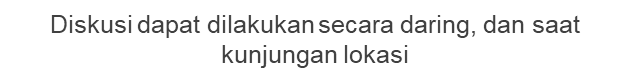 Diskusi dapat dilakukan secara daring, dan saat
kunjungan lokasi